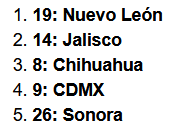 1. 19: Nuevo León
2. 14: Jalisco
3. 8: Chihuahua
4. 9: CDMX
5. 26: Sonora